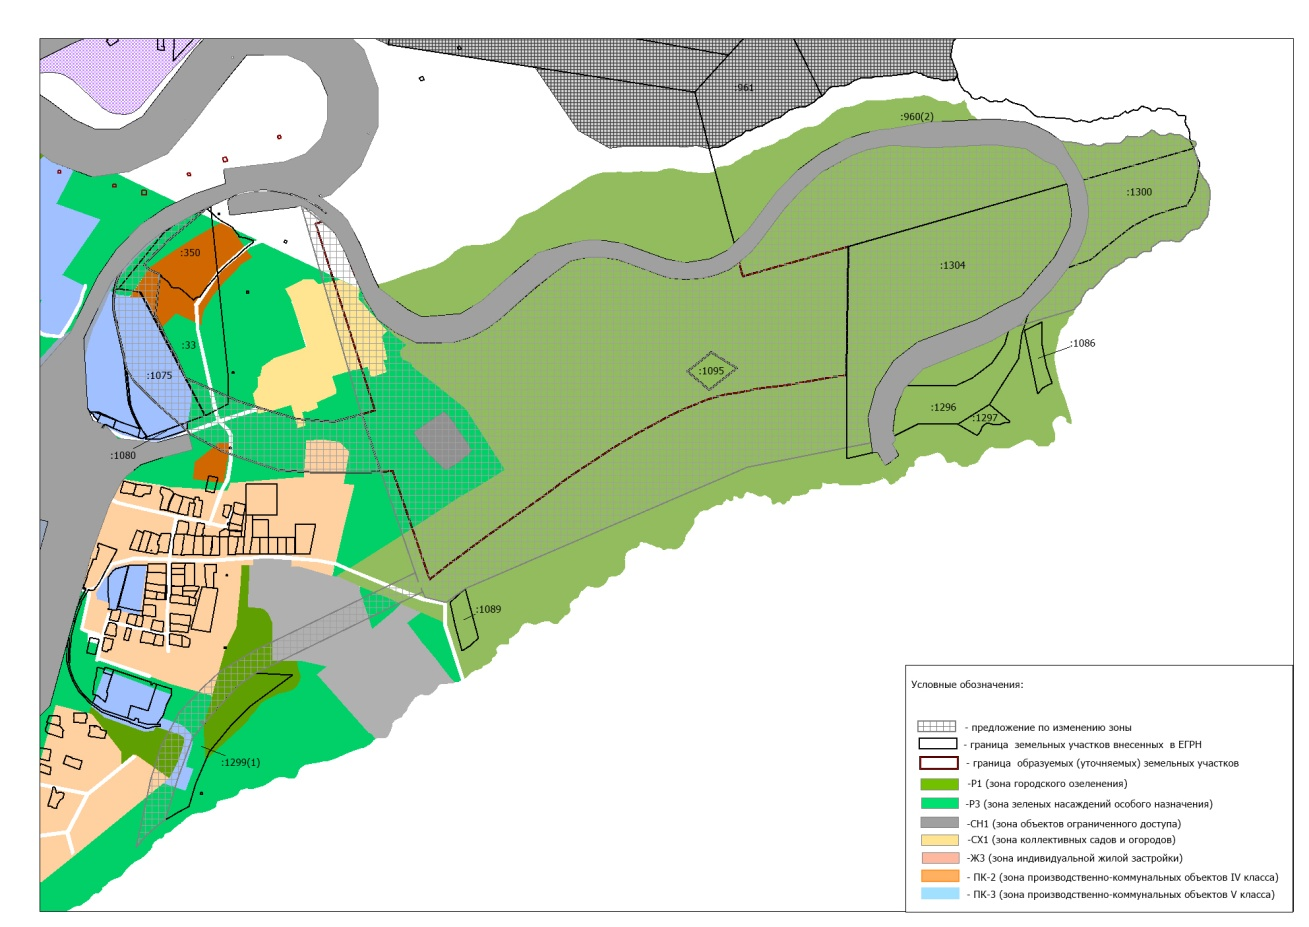 :961
:960(2)
:1300
:350
:1304
:33
:1086
:1075
:1095
:1296
:1297
:1080
:1089
:1299(1)
Условные обозначения:
- предложение по изменению зоны
- граница земельных участков внесенных в ЕГРН
- граница образуемых (уточняемых) земельных участков
-Р1 (зона городского озеленения)
-Р3 (зона зеленых насаждений особого назначения)
-СН1 (зона объектов ограниченного доступа)
-СХ1 (зона коллективных садов и огородов)
-Ж3 (зона индивидуальной жилой застройки)
- ПК-2 (зона производственно-коммунальных объектов IV класса)
- ПК-3 (зона производственно-коммунальных объектов V класса)